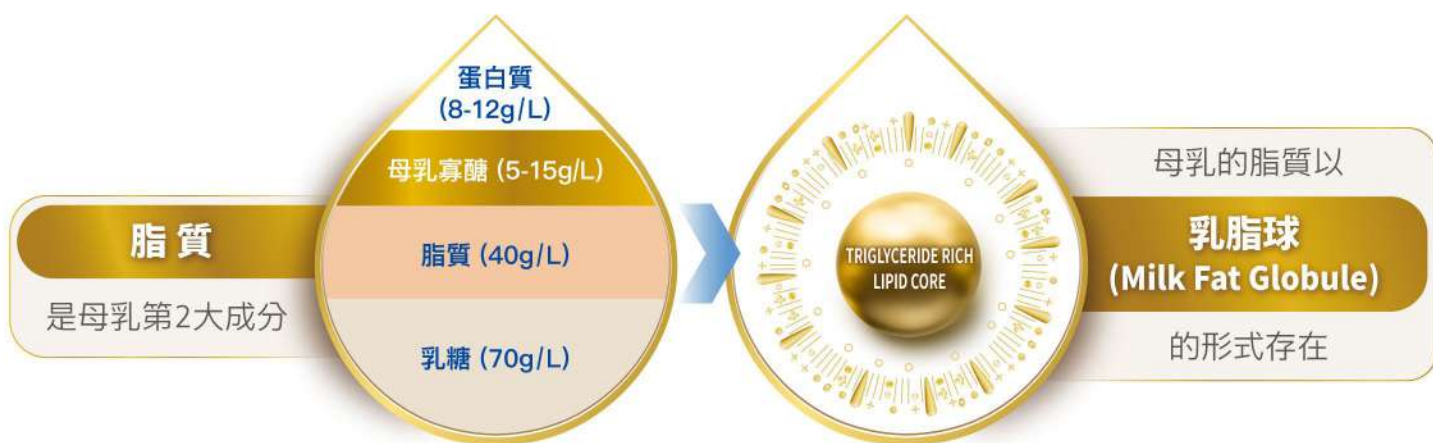 脂質
是母乳第2大成分
蛋白質
(8-12g/L)
母乳寡醣 (5-15g/L)
脂質 (40g/L)
乳糖 (70g/L)
TRIGLYCERIDE RICH
LIPID CORE
母乳的脂質以
乳脂球
(Milk Fat Globule)
的形式存在